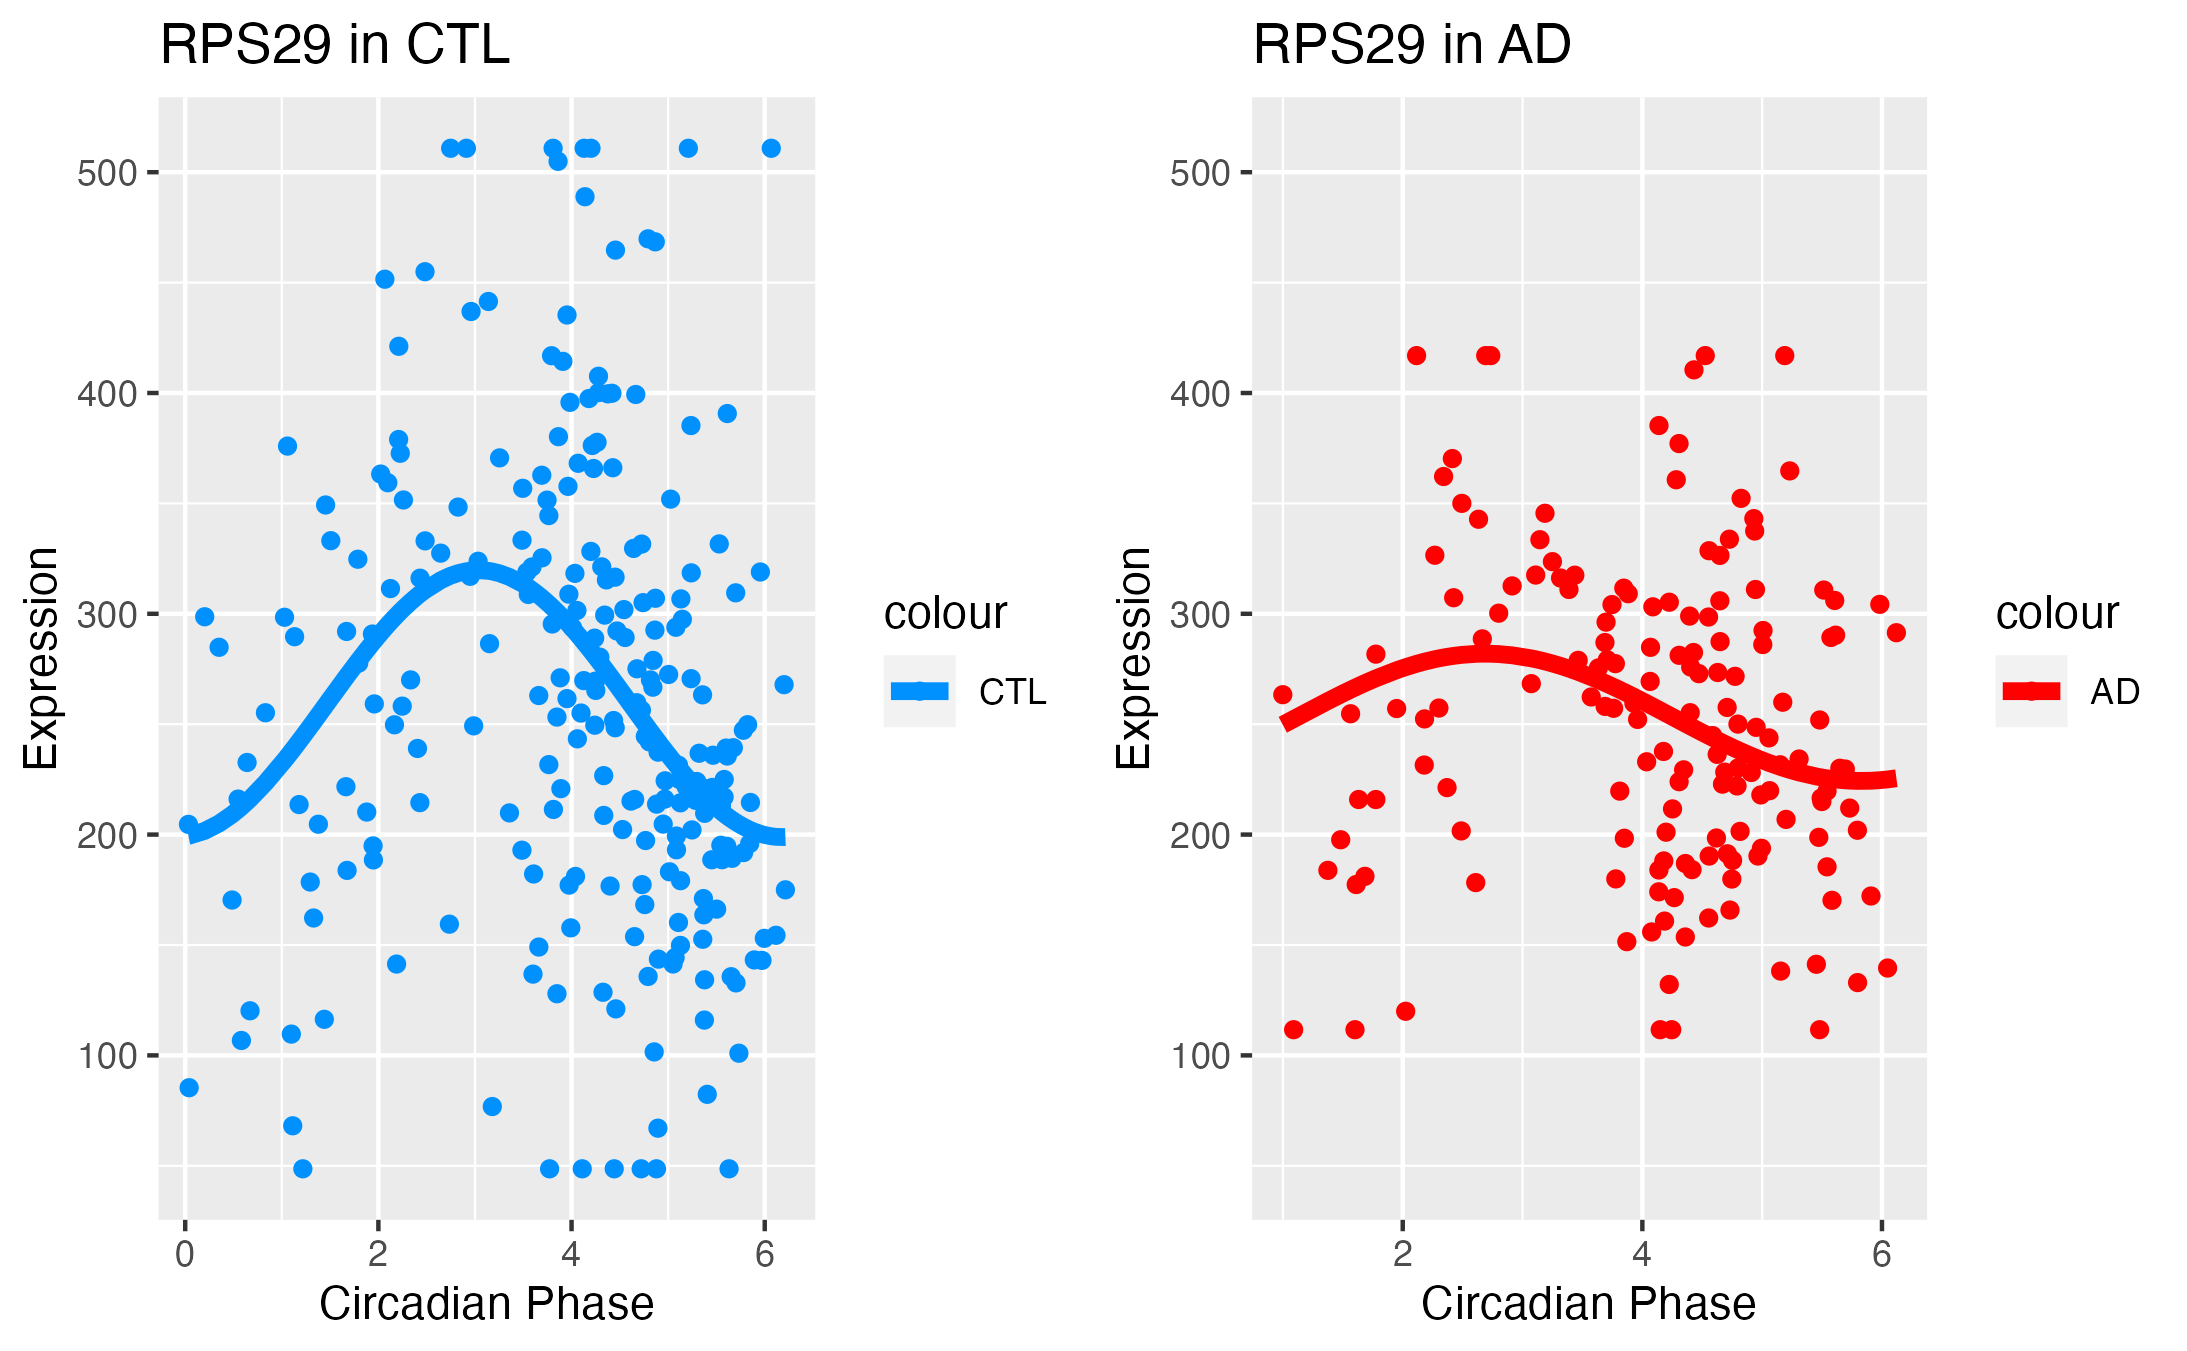 RPS29 in CTL
Expression
500
400
300
200
100
0 2 4 6
Circadian Phase
colour
CTL
RPS29 in AD
Expression
500
400
300
200
100
2 4 6
Circadian Phase
colour
AD